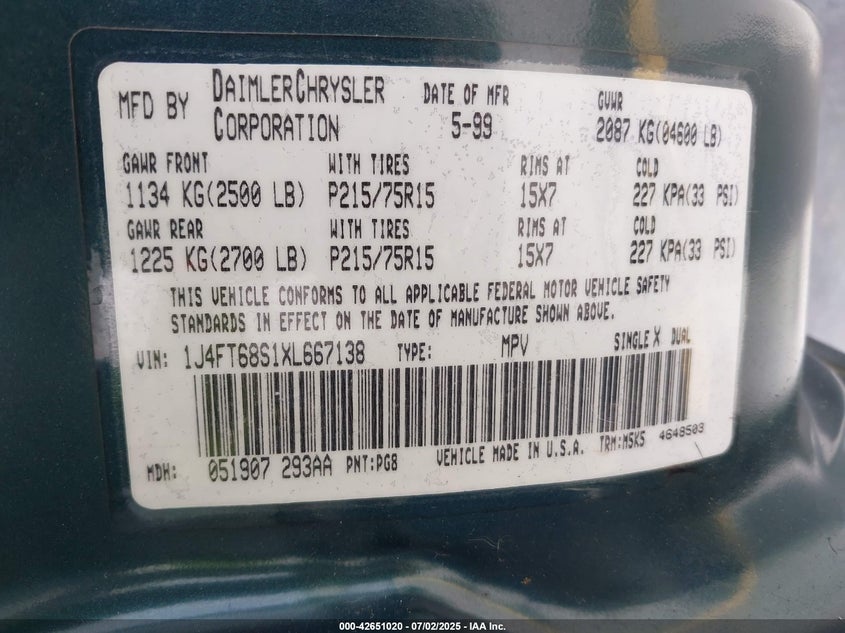 MFD BY DAIMLERCHRYSLER CORPORATION DATE OF MFR 5-99 GVWR 2087 KG(04600 LB)
GAWR FRONT WITH TIRES RIMS AT COLD
1134 KG(2500 LB) P215/75R15 15X7 227 KPA(33 PSI)
GAWR REAR WITH TIRES RIMS AT COLD
1225 KG(2700 LB) P215/75R15 15X7 227 KPA(33 PSI)
THIS VEHICLE CONFORMS TO ALL APPLICABLE FEDERAL MOTOR VEHICLE SAFETY
STANDARDS IN EFFECT ON THE DATE OF MANUFACTURE SHOWN ABOVE.
VIN: 1J4FT68S1XL667138 TYPE: MPV SINGLE X DUAL
MDH: 051907 293AA PNT:PG8 VEHICLE MADE IN U.S.A. TRM:MSK5 4648503
000-42651020 - 07/02/2025 - IAA Inc.